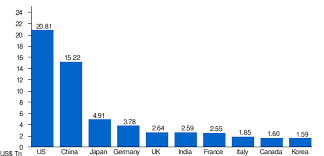 24
22
20
18
16
14
12
10
8
6
4
2
0
US$ Tn
20.81
15.22
4.91
3.78
2.64
2.59
2.55
1.85
1.60
1.59
US
China
Japan
Germany
UK
India
France
Italy
Canada
Korea